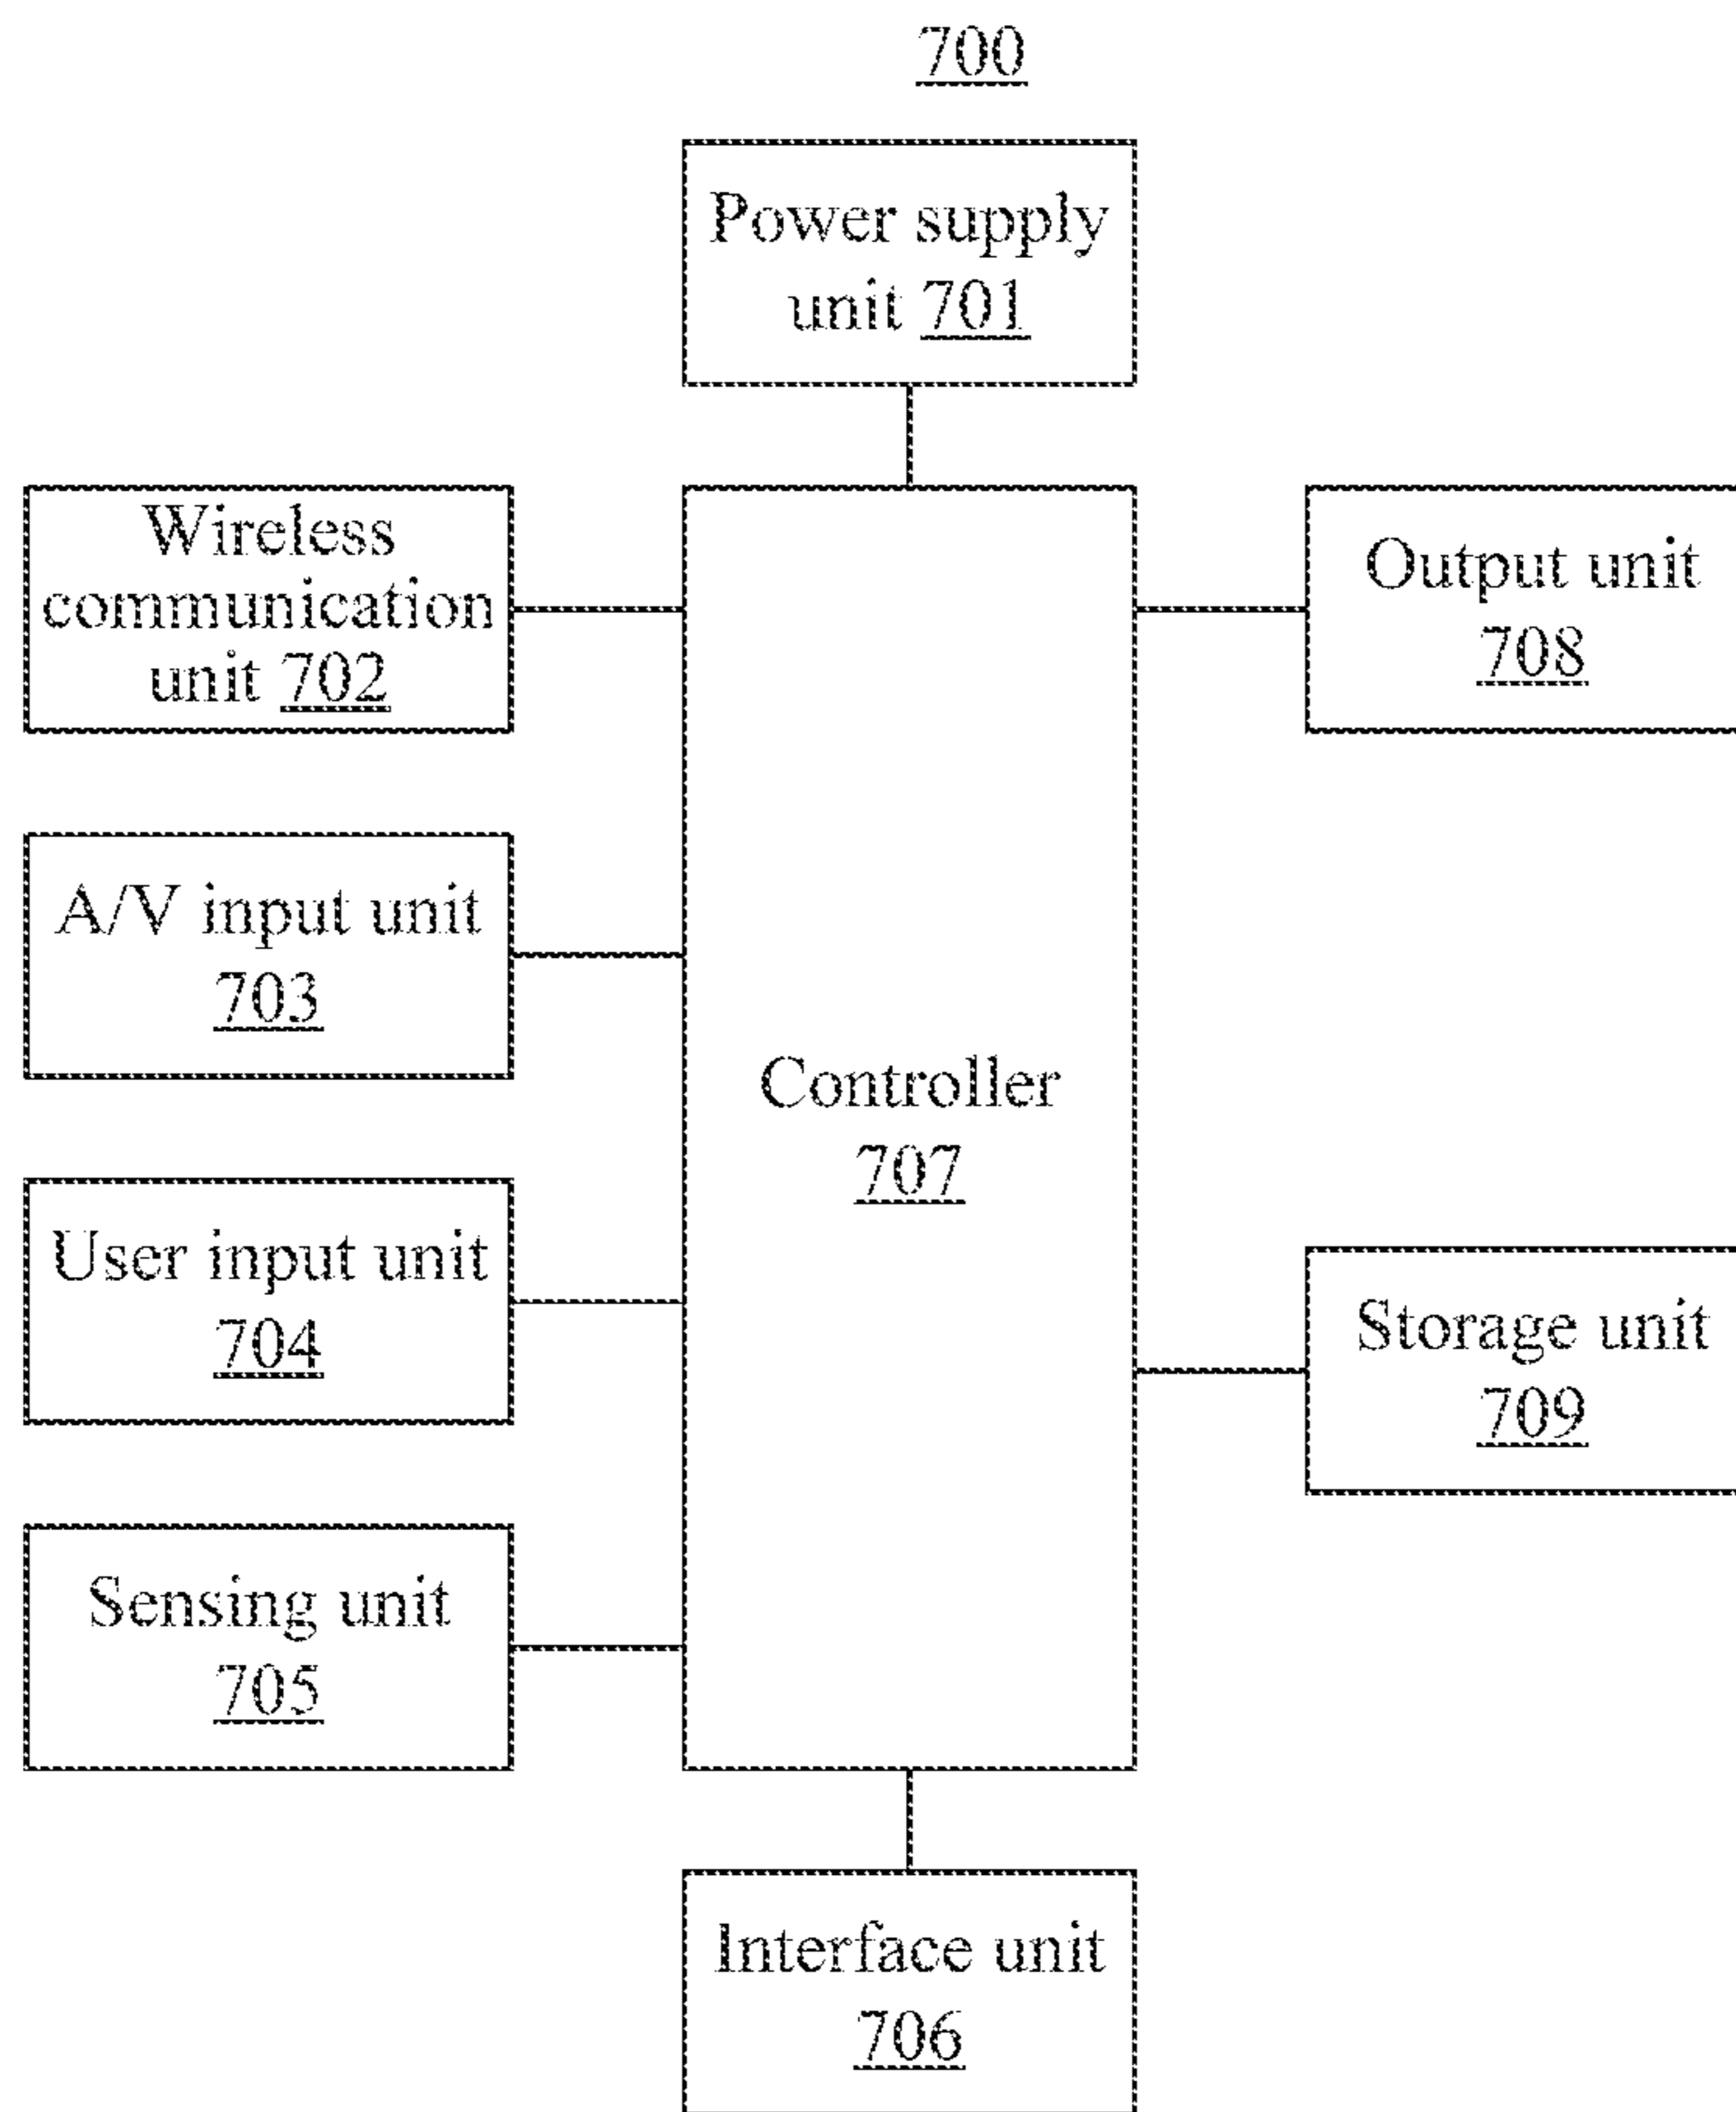 700
Power supply
unit 701
Wireless
communication
unit 702
Output unit
708
A/V input unit
703
Controller
707
User input unit
704
Storage unit
709
Sensing unit
705
Interface unit
706